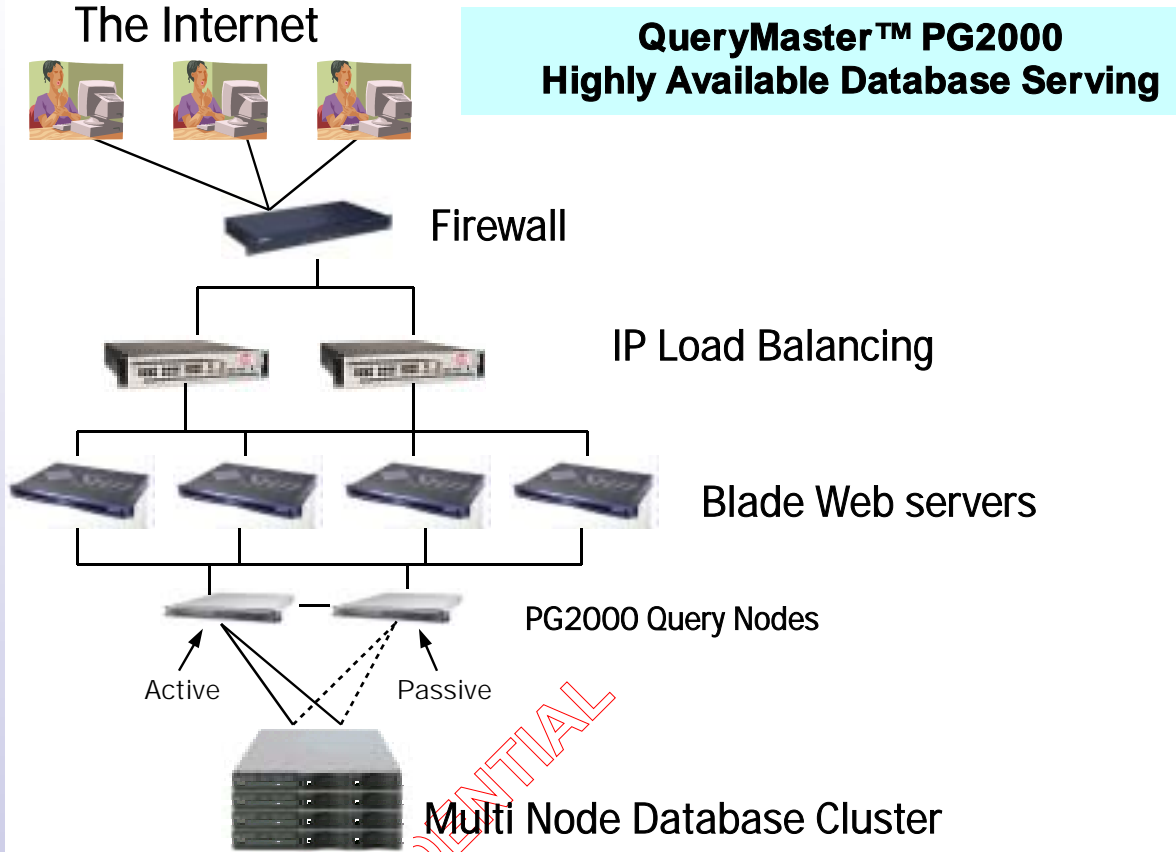 The Internet
QueryMaster™ PG2000
Highly Available Database Serving
Firewall
IP Load Balancing
Blade Web servers
PG2000 Query Nodes
Active
Passive
Multi Node Database Cluster